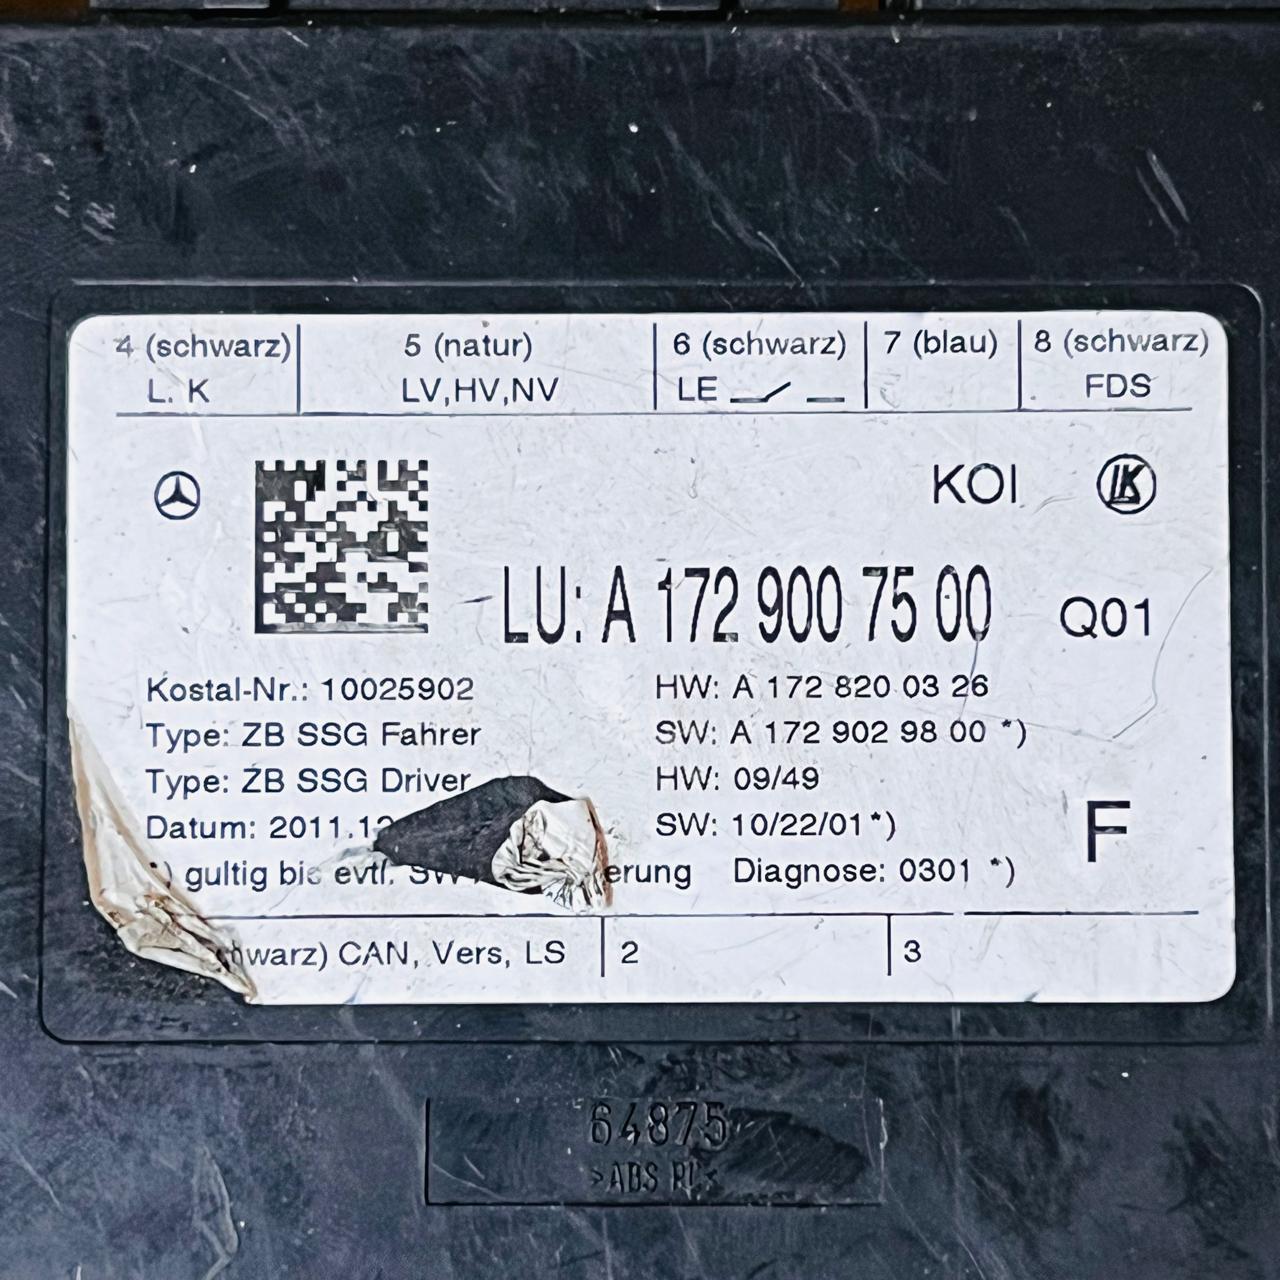 4 (schwarz) 5 (natur) 6 (schwarz) 7 (blau) 8 (schwarz)
L. K LV,HV,NV LE FDS
KOI
LU: A 172 900 75 00 Q01
Kostal-Nr.: 10025902 HW: A 172 820 03 26
Type: ZB SSG Fahrer SW: A 172 902 98 00 *)
Type: ZB SSG Driver HW: 09/49
Datum: SW: 10/22/01*) F
gultig bis evtl. Diagnose: 0301 *)
CAN, Vers, LS 2 3
64875
>ABS